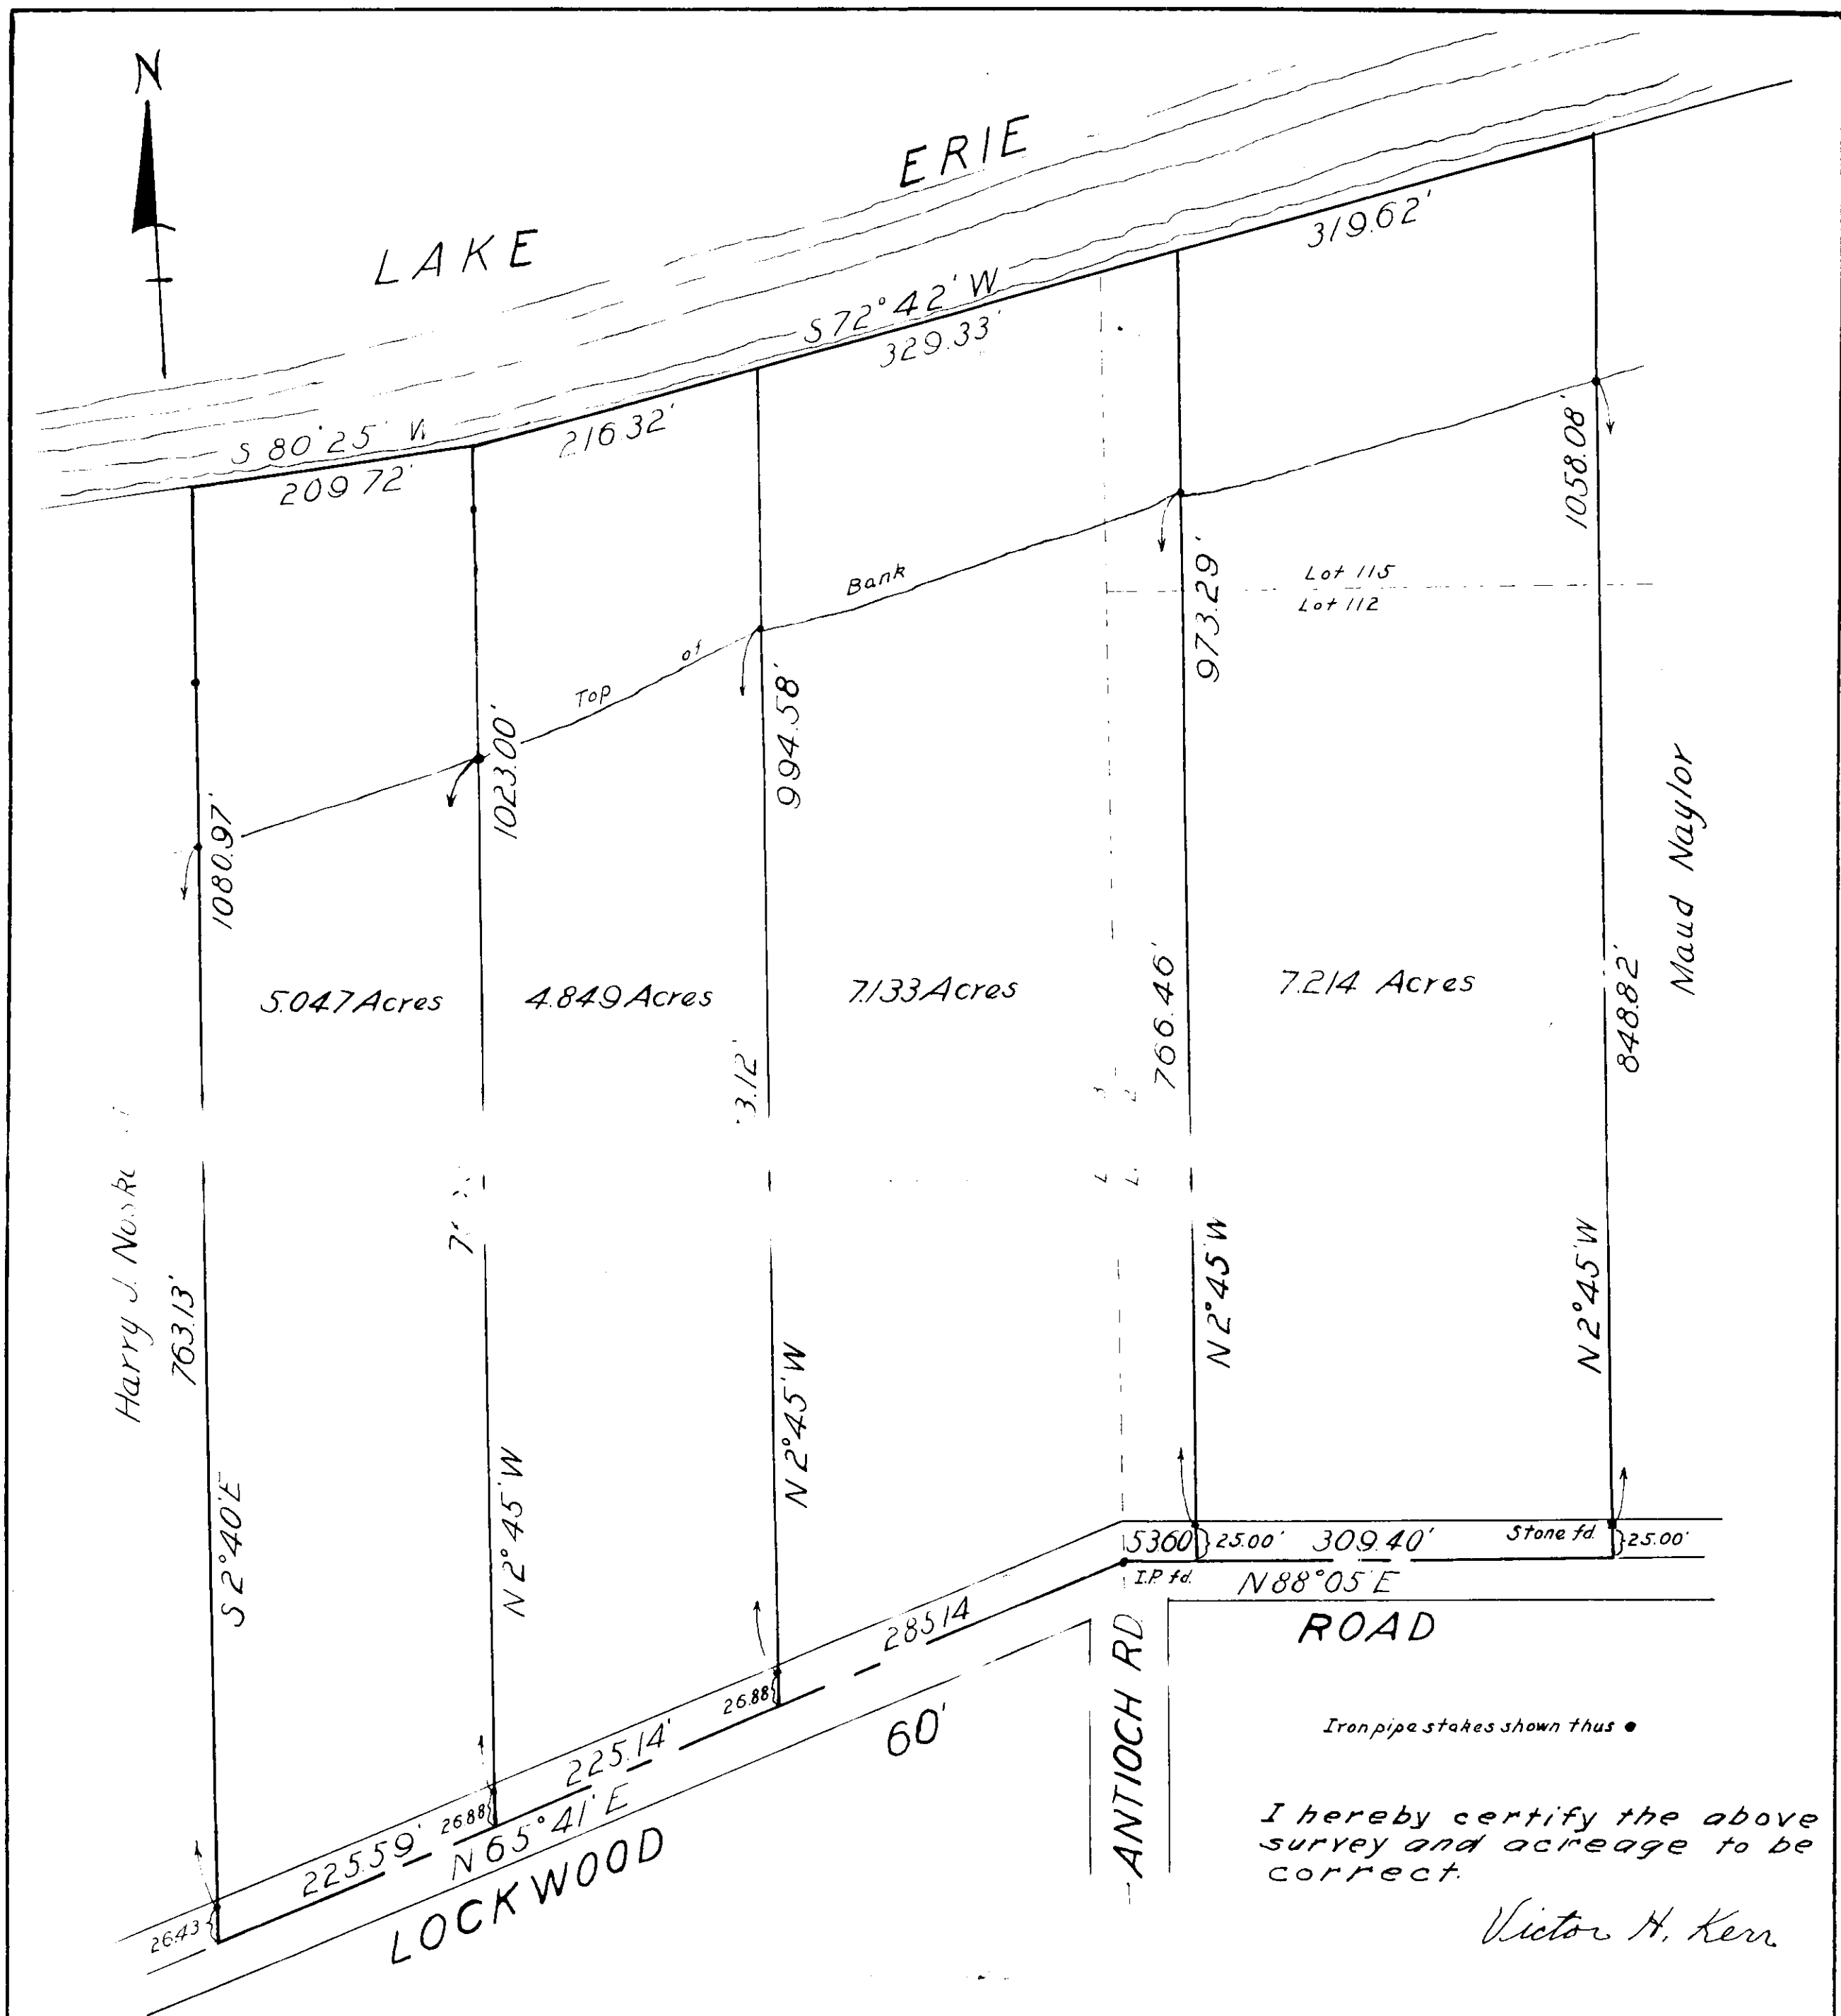 N
LAKE ERIE
S 80°25' W
209.72'
216.32'
S 72°42' W
329.33'
319.62'
Top of Bank
Lot 115
Lot 112
1080.97'
1023.00'
994.58'
973.29'
1058.08'
5.047 Acres
4.849 Acres
7.133 Acres
7.214 Acres
766.46'
848.82'
Maud Naylor
Harry J.
763.13'
S 2°40' E
N 2°45' W
N 2°45' W
N 2°45' W
N 2°45' W
53.60
25.00'
309.40'
Stone fd.
25.00'
I.P. fd.
N 88°05' E
285.14
26.88
225.14'
26.88
225.59'
26.43
N 65°41' E
60'
LOCKWOOD ROAD
ANTIOCH RD.
Iron pipe stakes shown thus ●
I hereby certify the above
survey and acreage to be
correct.
Victor H. Kerr